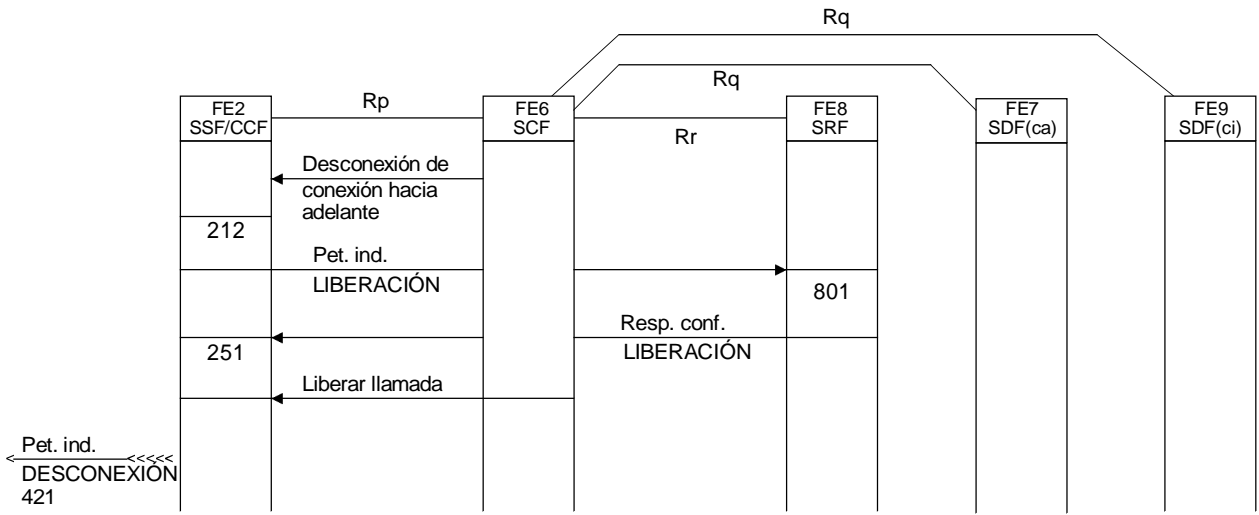 Rq
Rq
Rp
Rr
FE2
SSF/CCF
FE6
SCF
FE8
SRF
FE7
SDF(ca)
FE9
SDF(ci)
Desconexión de
conexión hacia
adelante
212
Pet. ind.
LIBERACIÓN
801
Resp. conf.
LIBERACIÓN
251
Liberar llamada
Pet. ind.
<<<<<
DESCONEXIÓN
421